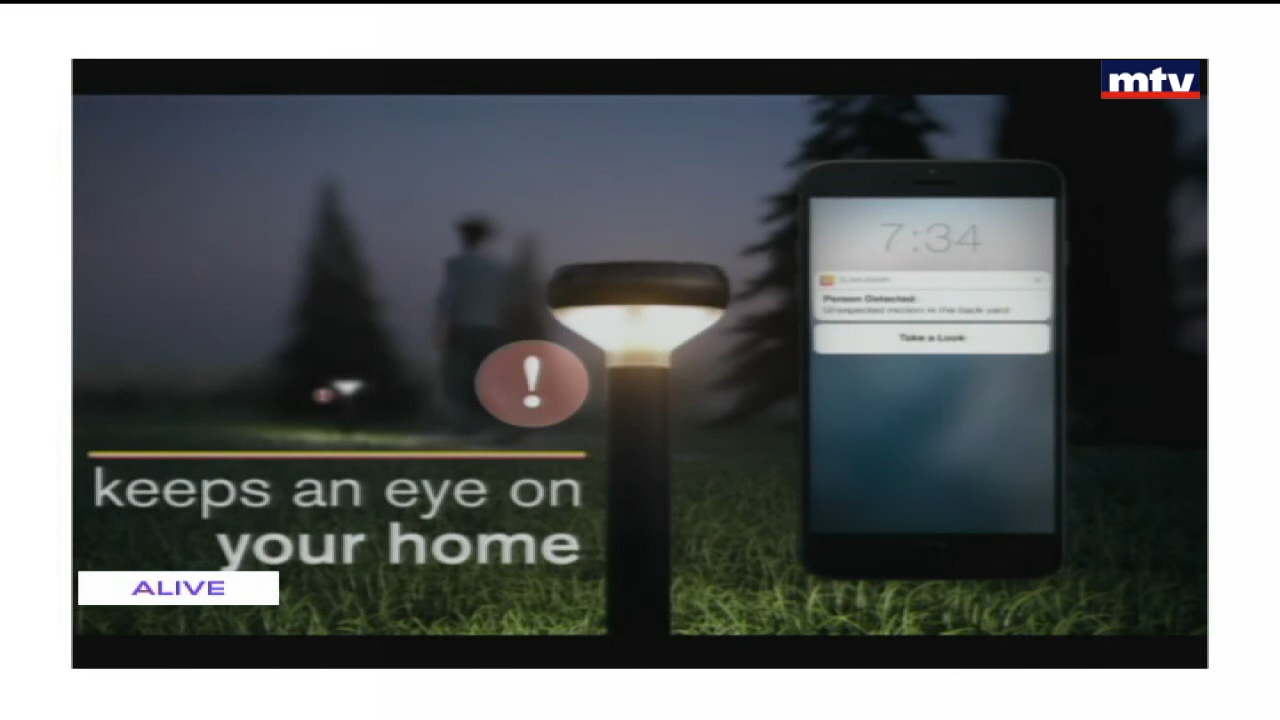 mtv
7:34
Person Detected:
Unexpected motion in the back yard
Take a Look
!
keeps an eye on
your home
ALIVE